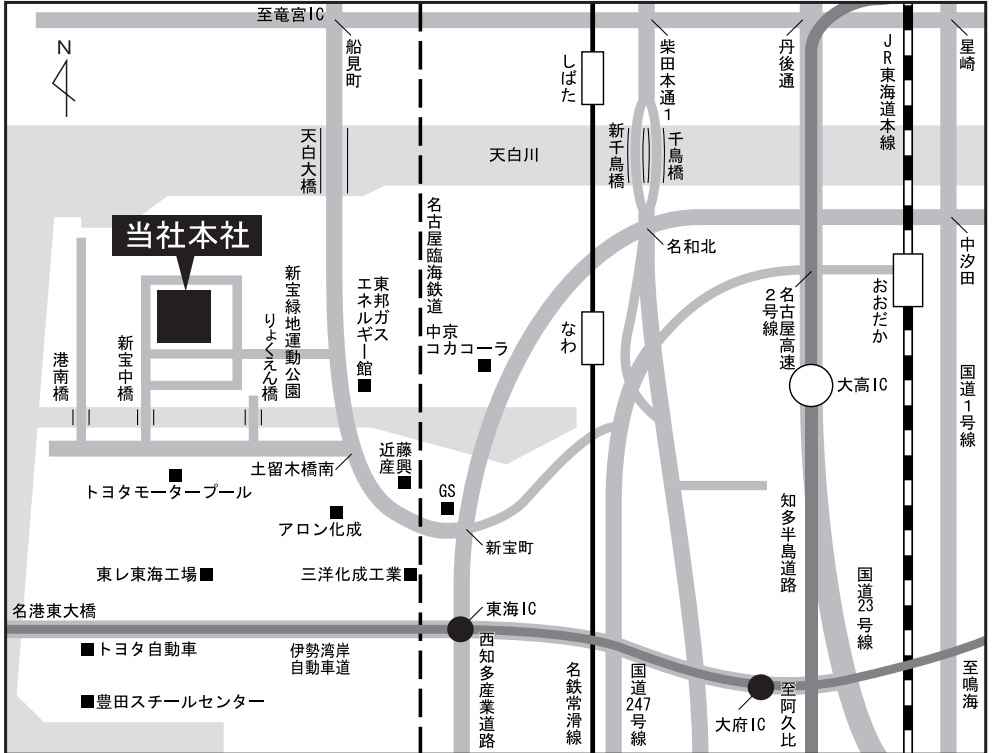 至竜宮IC
N
船見町
しばた
柴田本通1
丹後通
JR東海道本線
星崎
天白大橋
天白川
新千鳥橋
千鳥橋
当社本社
名古屋臨海鉄道
名和北
中汐田
新宝緑地運動公園
りょくえん橋
東邦ガス
エネルギー館
中京
コカコーラ
なわ
名古屋高速
2号線
おおだか
港南橋
新宝中橋
大高IC
国道1号線
土留木橋南
近藤
産興
GS
トヨタモータープール
アロン化成
新宝町
知多半島道路
東レ東海工場
三洋化成工業
国道23号線
名港東大橋
東海IC
トヨタ自動車
伊勢湾岸
自動車道
西知多産業道路
名鉄常滑線
国道247号線
豊田スチールセンター
大府IC
至阿久比
至鳴海